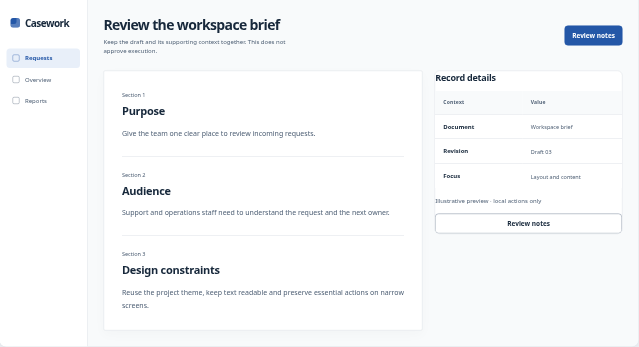 Casework
Requests
Overview
Reports
Review the workspace brief
Keep the draft and its supporting context together. This does not
approve execution.
Review notes
Section 1
Purpose
Give the team one clear place to review incoming requests.
Section 2
Audience
Support and operations staff need to understand the request and the next owner.
Section 3
Design constraints
Reuse the project theme, keep text readable and preserve essential actions on narrow
screens.
Record details
Context Value
Document Workspace brief
Revision Draft 03
Focus Layout and content
Illustrative preview · local actions only
Review notes